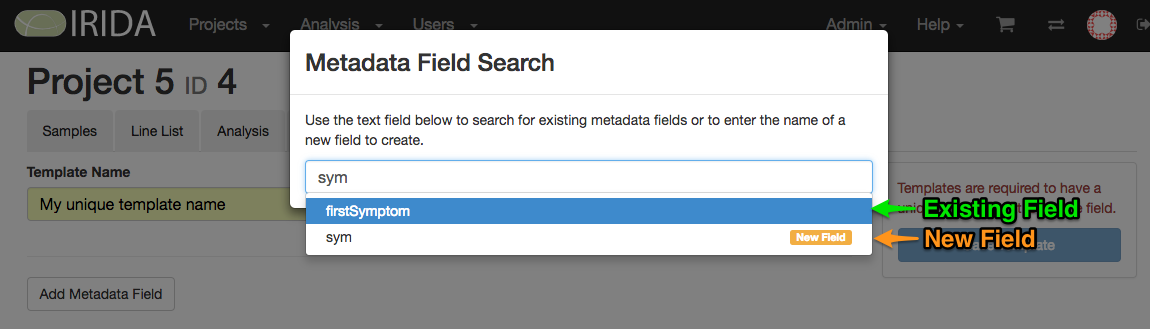 IRIDA Projects Analysis Users Admin Help
Metadata Field Search
Project 5 ID 4
Samples Line List Analysis
Use the text field below to search for existing metadata fields or to enter the name of a
new field to create.
Template Name
sym
My unique template name
firstSymptom
sym New Field
Templates are required to have a
field.
Existing Field
New Field
Add Metadata Field